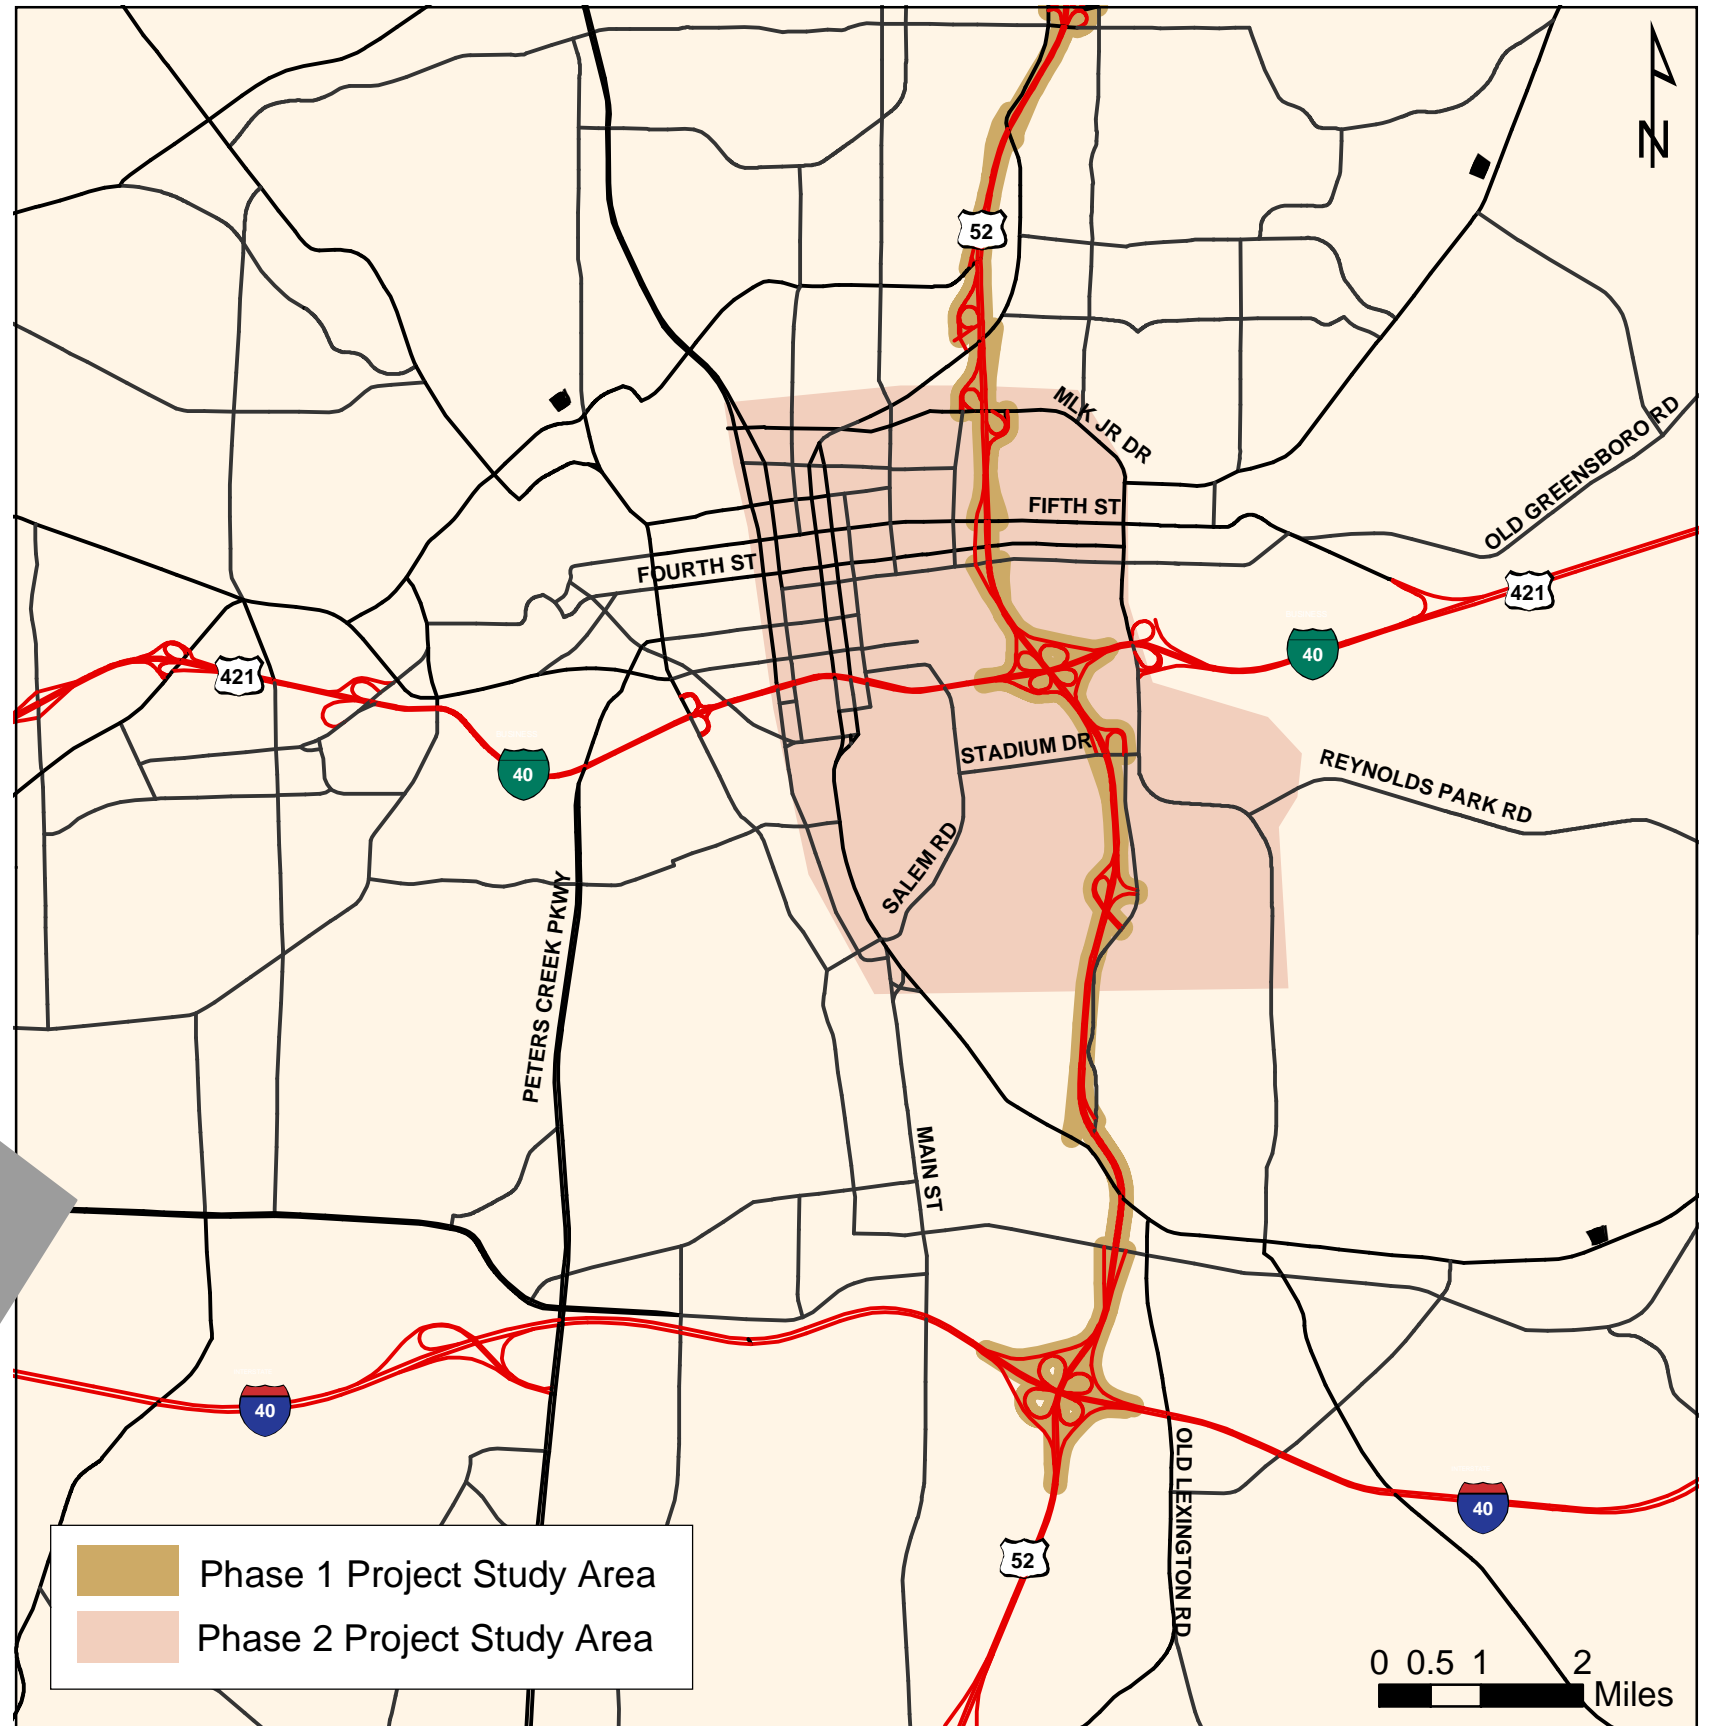 N
52
MLK JR DR
OLD GREENSBORO RD
FIFTH ST
FOURTH ST
421
421
40
40
STADIUM DR
REYNOLDS PARK RD
SALEM RD
PETERS CREEK PKWY
MAIN ST
40
OLD LEXINGTON RD
40
52
Phase 1 Project Study Area
Phase 2 Project Study Area
0 0.5 1 2
Miles